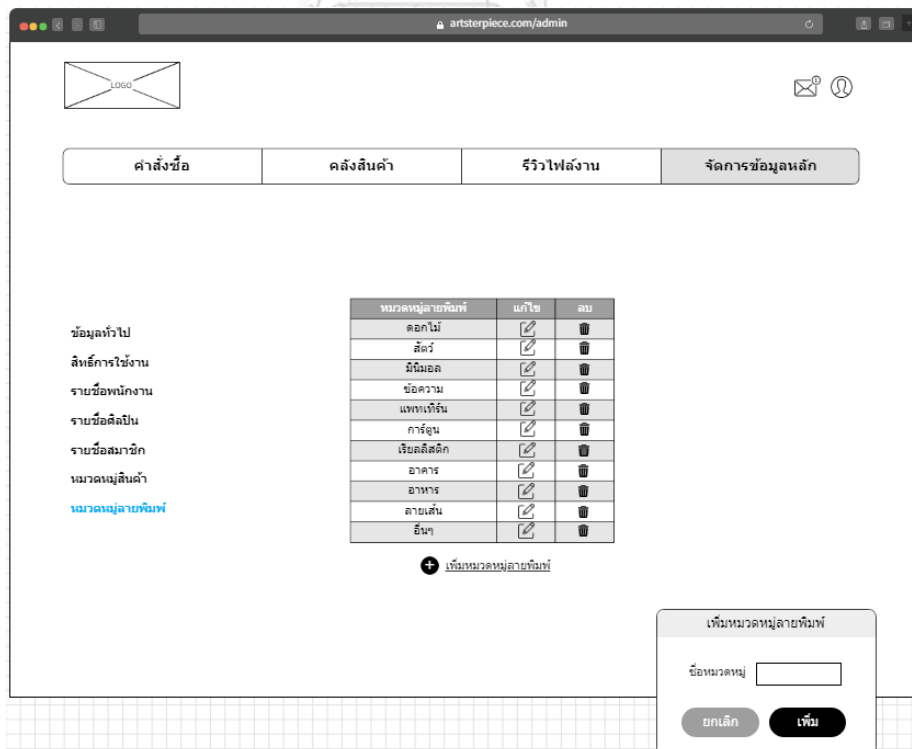 artsterpiece.com/admin
LOGO
คำสั่งซื้อ
คลังสินค้า
รีวิวไฟล์งาน
จัดการข้อมูลหลัก
ข้อมูลทั่วไป
สิทธิ์การใช้งาน
รายชื่อพนักงาน
รายชื่อศิลปิน
รายชื่อสมาชิก
หมวดหมู่สินค้า
หมวดหมู่ลายพิมพ์
หมวดหมู่ลายพิมพ์ แก้ไข ลบ
ดอกไม้
สัตว์
มินิมอล
ข้อความ
แพทเทิร์น
การ์ตูน
เรียลลิสติก
อาคาร
อาหาร
ลายเส้น
อื่นๆ
เพิ่มหมวดหมู่ลายพิมพ์
เพิ่มหมวดหมู่ลายพิมพ์
ชื่อหมวดหมู่
ยกเลิก เพิ่ม